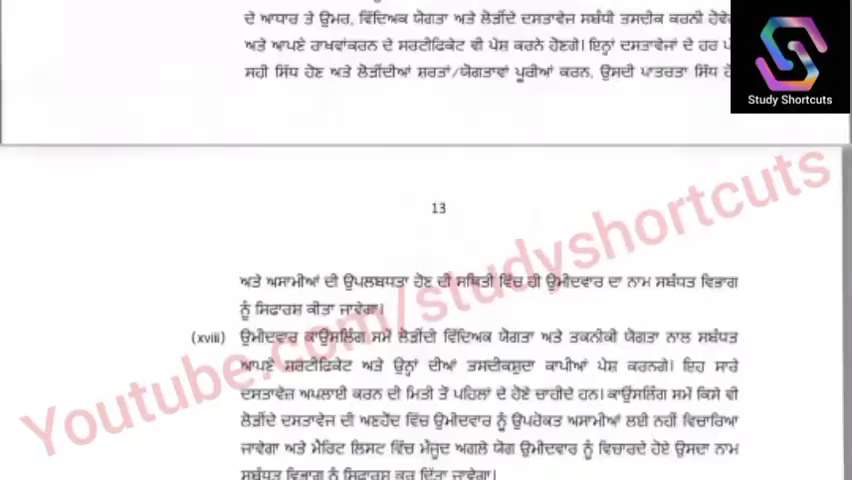 ਦੇ ਆਧਾਰ ਤੇ ਉਮਰ, ਵਿੱਦਿਅਕ ਯੋਗਤਾ ਅਤੇ ਲੋੜੀਂਦੇ ਦਸਤਾਵੇਜ ਸਬੰਧੀ ਤਸਦੀਕ ਕਰਨੀ
ਅਤੇ ਆਪਣੇ ਰਾਖਵਾਂਕਰਨ ਦੇ ਸਰਟੀਫਿਕੇਟ ਵੀ ਪੇਸ਼ ਕਰਨੇ ਹੋਣਗੇ। ਇਨ੍ਹਾਂ ਦਸਤਾਵੇਜਾਂ ਦੇ ਹਰ
ਸਹੀ ਸਿੱਧ ਹੋਣ ਅਤੇ ਲੋੜੀਂਦੀਆਂ ਸ਼ਰਤਾਂ/ਯੋਗਤਾਵਾਂ ਪੂਰੀਆਂ ਕਰਨ, ਉਸਦੀ ਪਾਤਰਤਾ ਸਿੱਧ
Study Shortcuts
13
ਅਤੇ ਅਸਾਮੀਆਂ ਦੀ ਉਪਲਬਧਤਾ ਹੋਣ ਦੀ ਸਥਿਤੀ ਵਿੱਚ ਹੀ ਉਮੀਦਵਾਰ ਦਾ ਨਾਮ ਸਬੰਧਤ ਵਿਭਾਗ
ਨੂੰ ਸਿਫਾਰਸ਼ ਕੀਤਾ ਜਾਵੇਗਾ।
(xviii) ਉਮੀਦਵਾਰ ਕਾਊਂਸਲਿੰਗ ਸਮੇਂ ਲੋੜੀਂਦੀ ਵਿੱਦਿਅਕ ਯੋਗਤਾ ਅਤੇ ਤਕਨੀਕੀ ਯੋਗਤਾ ਨਾਲ ਸਬੰਧਤ
ਆਪਣੇ ਸਰਟੀਫਿਕੇਟ ਅਤੇ ਉਨ੍ਹਾਂ ਦੀਆਂ ਤਸਦੀਕਸ਼ੁਦਾ ਕਾਪੀਆਂ ਪੇਸ਼ ਕਰਨਗੇ। ਇਹ ਸਾਰੇ
ਦਸਤਾਵੇਜ਼ ਅਪਲਾਈ ਕਰਨ ਦੀ ਮਿਤੀ ਤੋਂ ਪਹਿਲਾਂ ਦੇ ਹੋਣੇ ਚਾਹੀਦੇ ਹਨ। ਕਾਊਂਸਲਿੰਗ ਸਮੇਂ ਕਿਸੇ ਵੀ
ਲੋੜੀਂਦੇ ਦਸਤਾਵੇਜ ਦੀ ਅਣਹੋਂਦ ਵਿੱਚ ਉਮੀਦਵਾਰ ਨੂੰ ਉਪਰੋਕਤ ਅਸਾਮੀਆਂ ਲਈ ਨਹੀਂ ਵਿਚਾਰਿਆ
ਜਾਵੇਗਾ ਅਤੇ ਮੈਰਿਟ ਲਿਸਟ ਵਿੱਚ ਮੌਜੂਦ ਅਗਲੇ ਯੋਗ ਉਮੀਦਵਾਰ ਨੂੰ ਵਿਚਾਰਦੇ ਹੋਏ ਉਸਦਾ ਨਾਮ
ਸਬੰਧਤ ਵਿਭਾਗ ਨੂੰ ਸਿਫਾਰਸ਼ ਕਰ ਦਿੱਤਾ ਜਾਵੇਗਾ।
Youtube.com/studyshortcuts